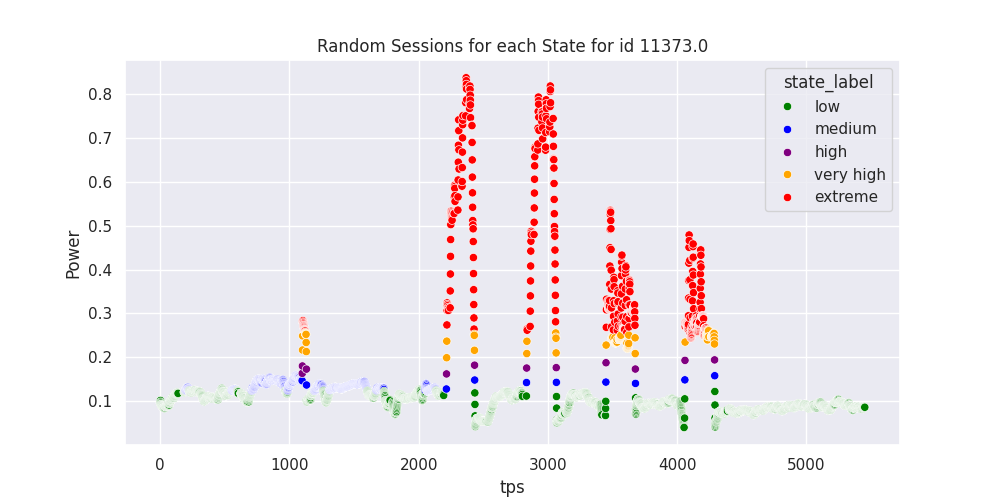 Random Sessions for each State for id 11373.0
Power
0.8
0.7
0.6
0.5
0.4
0.3
0.2
0.1
state_label
low
medium
high
very high
extreme
0 1000 2000 3000 4000 5000
tps